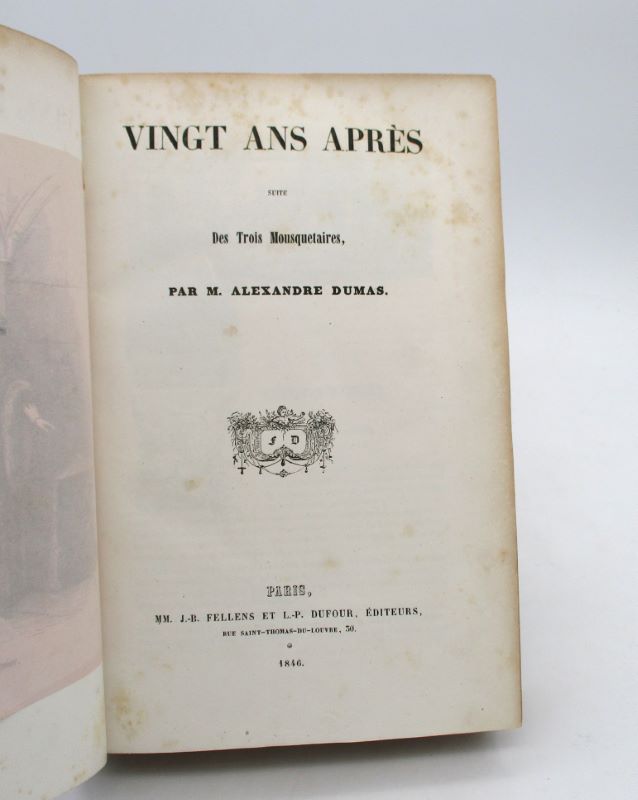 VINGT ANS APRÈS
SUITE
Des Trois Mousquetaires,
PAR M. ALEXANDRE DUMAS.
F D
PARIS,
MM. J.-B. FELLENS ET L.-P. DUFOUR, ÉDITEURS,
RUE SAINT-THOMAS-DU-LOUVRE, 30.
1846.